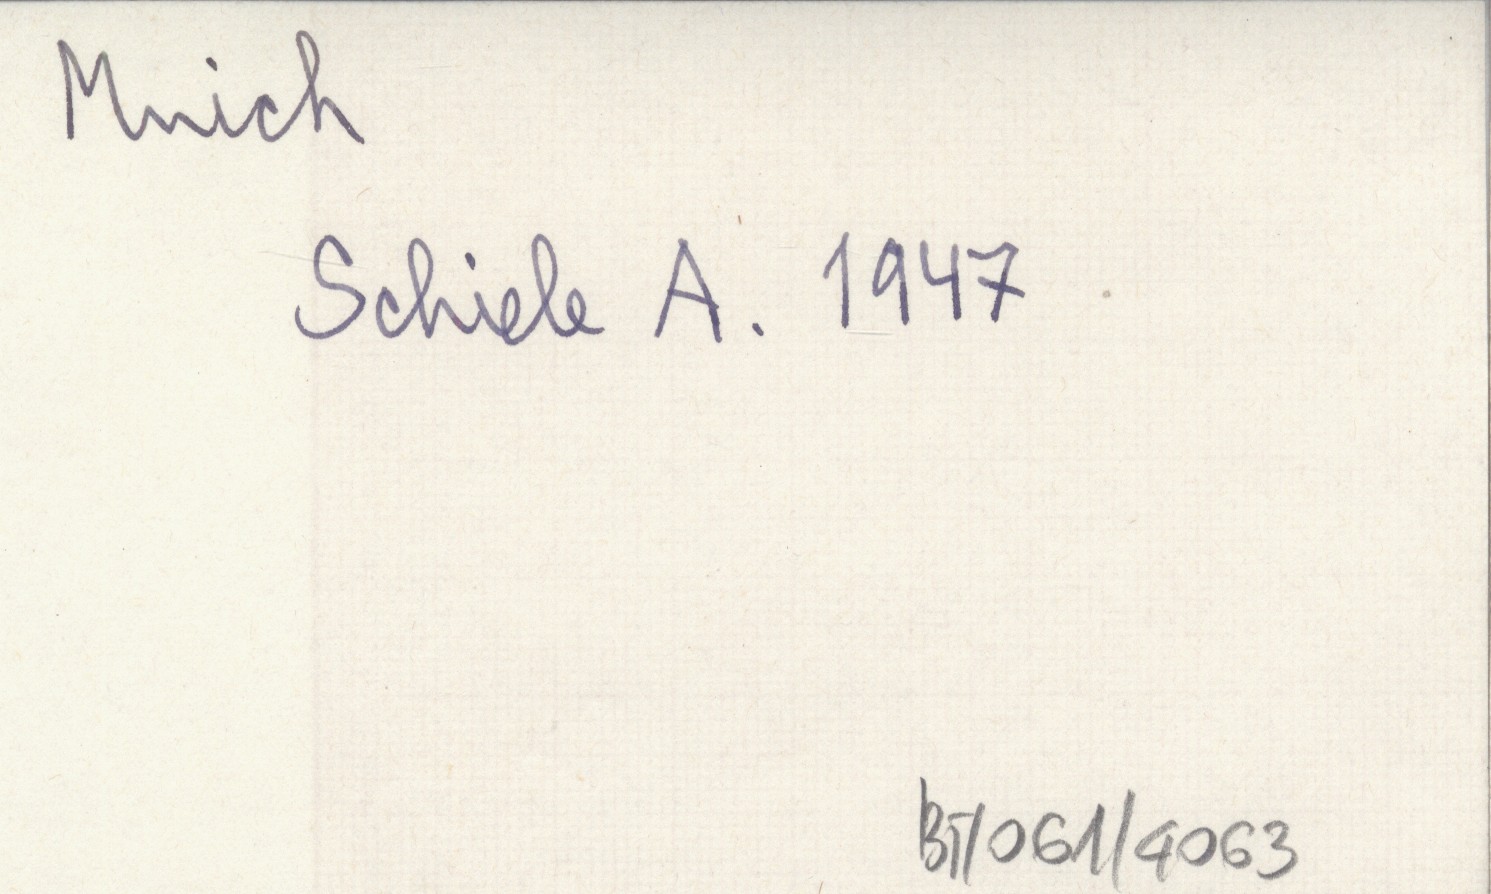 Mnich
Schiele A. 1947
BT/061/4063